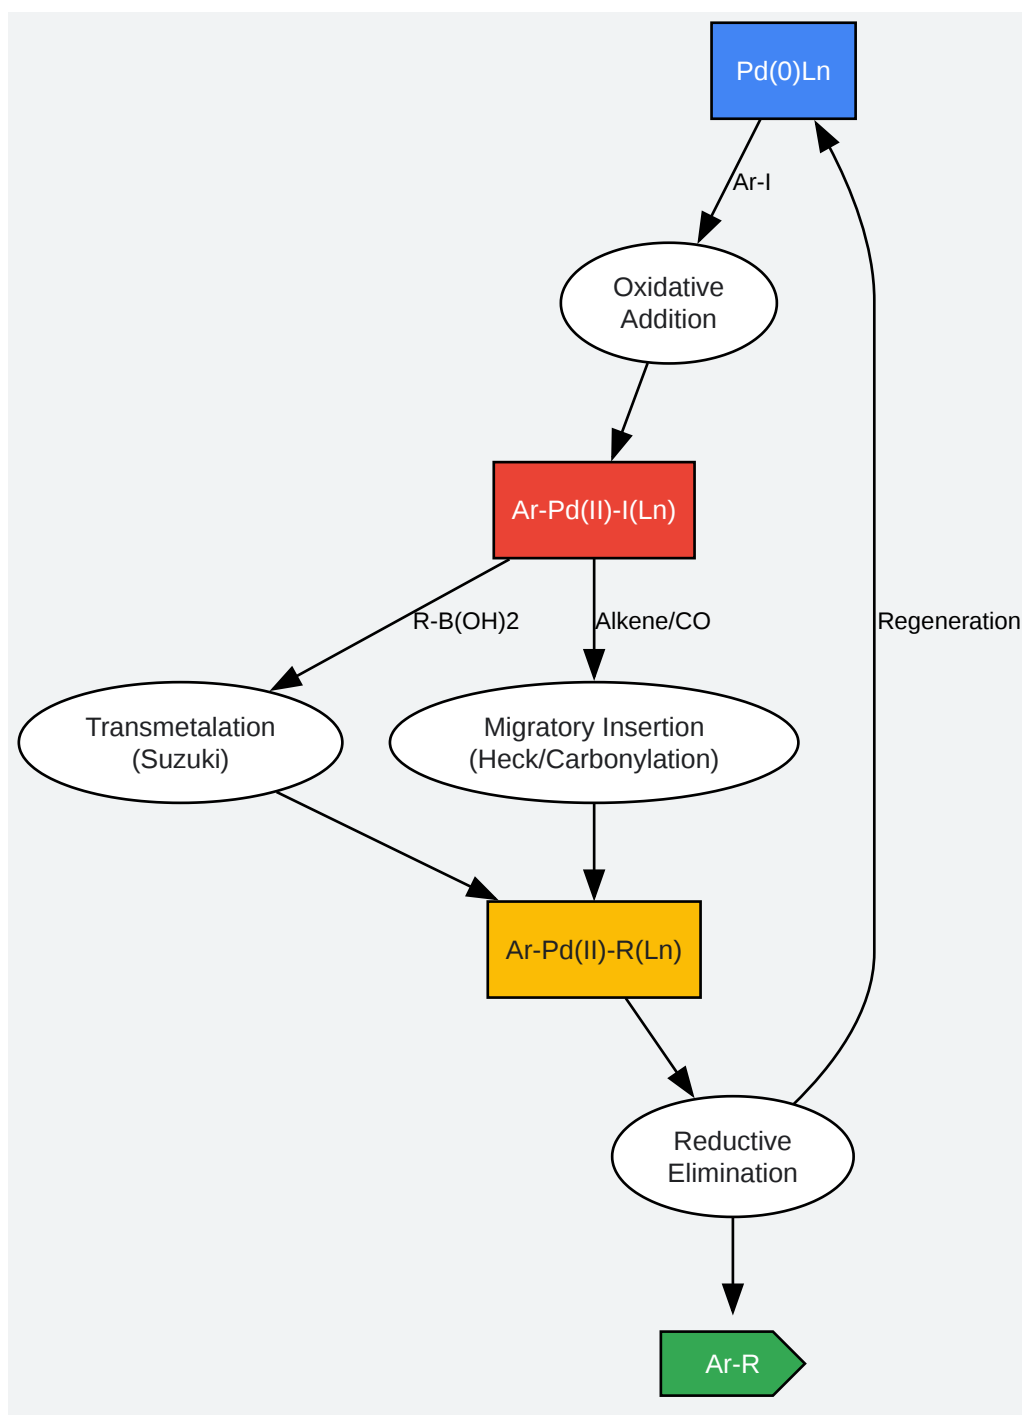 Pd(0)Ln
Ar-I
Oxidative
Addition
Ar-Pd(II)-I(Ln)
R-B(OH)2
Alkene/CO
Regeneration
Transmetalation
(Suzuki)
Migratory Insertion
(Heck/Carbonylation)
Ar-Pd(II)-R(Ln)
Reductive
Elimination
Ar-R